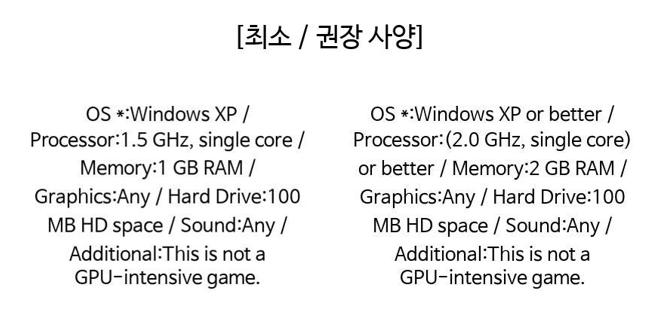 [최소 / 권장 사양]
OS *:Windows XP /
Processor:1.5 GHz, single core /
Memory:1 GB RAM /
Graphics:Any / Hard Drive:100
MB HD space / Sound:Any /
Additional:This is not a
GPU-intensive game.
OS *:Windows XP or better /
Processor:(2.0 GHz, single core)
or better / Memory:2 GB RAM /
Graphics:Any / Hard Drive:100
MB HD space / Sound:Any /
Additional:This is not a
GPU-intensive game.